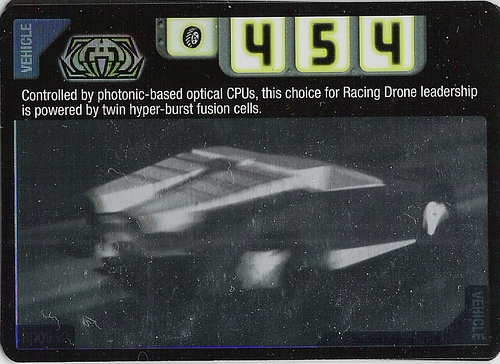 VEHICLE
4 5 4
Controlled by photonic-based optical CPUs, this choice for Racing Drone leadership
is powered by twin hyper-burst fusion cells.
VEHICLE